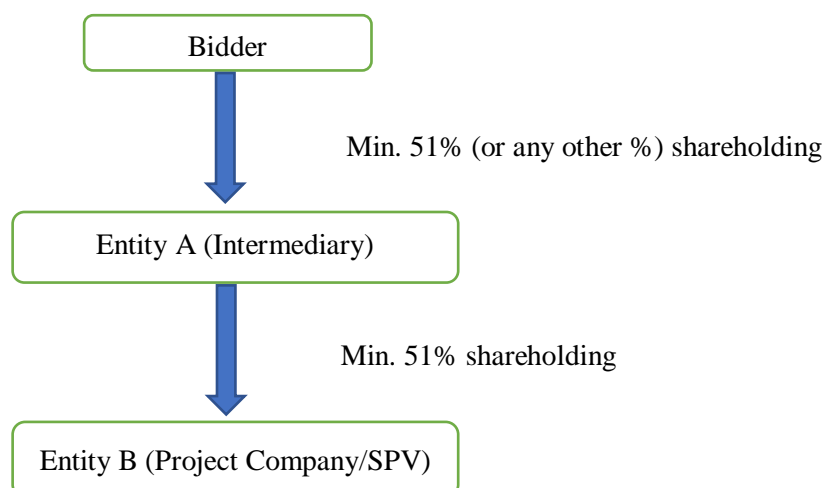 Bidder
Min. 51% (or any other %) shareholding
Entity A (Intermediary)
Min. 51% shareholding
Entity B (Project Company/SPV)